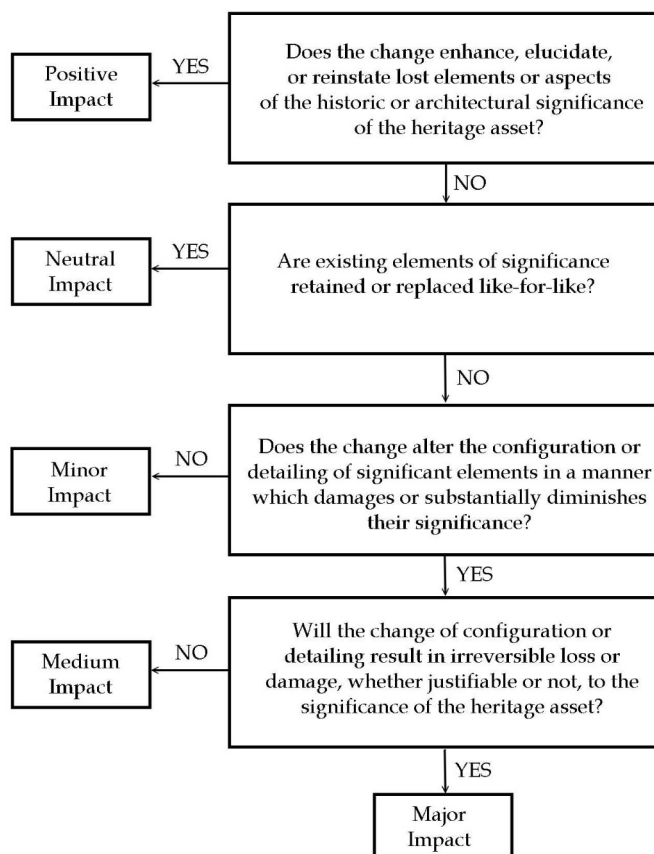 Does the change enhance, elucidate,
or reinstate lost elements or aspects
of the historic or architectural significance
of the heritage asset?
YES
Positive
Impact
NO
Are existing elements of significance
retained or replaced like-for-like?
YES
Neutral
Impact
NO
Does the change alter the configuration or
detailing of significant elements in a manner
which damages or substantially diminishes
their significance?
NO
Minor
Impact
YES
Will the change of configuration or
detailing result in irreversible loss or
damage, whether justifiable or not, to the
significance of the heritage asset?
NO
Medium
Impact
YES
Major
Impact